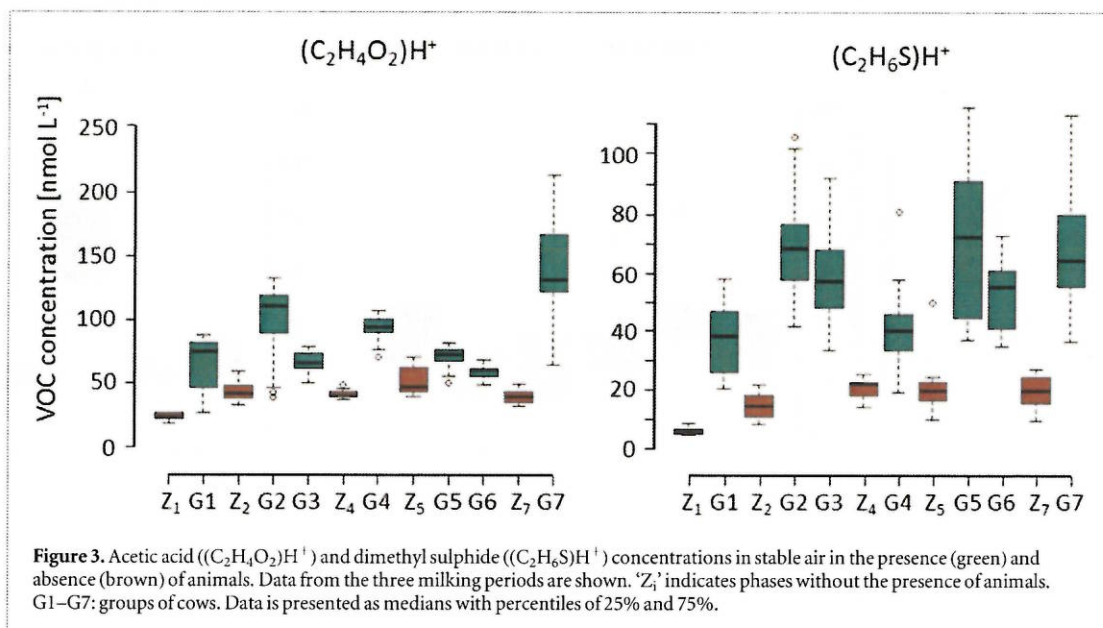 (C₂H₄O₂)H⁺
(C₂H₆S)H⁺
VOC concentration [nmol L⁻¹]
250
200
150
100
50
0
Z₁ G1 Z₂ G2 G3 Z₄ G4 Z₅ G5 G6 Z₇ G7
100
80
60
40
20
0
Z₁ G1 Z₂ G2 G3 Z₄ G4 Z₅ G5 G6 Z₇ G7
Figure 3. Acetic acid ((C₂H₄O₂)H⁺) and dimethyl sulphide ((C₂H₆S)H⁺) concentrations in stable air in the presence (green) and
absence (brown) of animals. Data from the three milking periods are shown. ‘Zᵢ’ indicates phases without the presence of animals.
G1–G7: groups of cows. Data is presented as medians with percentiles of 25% and 75%.